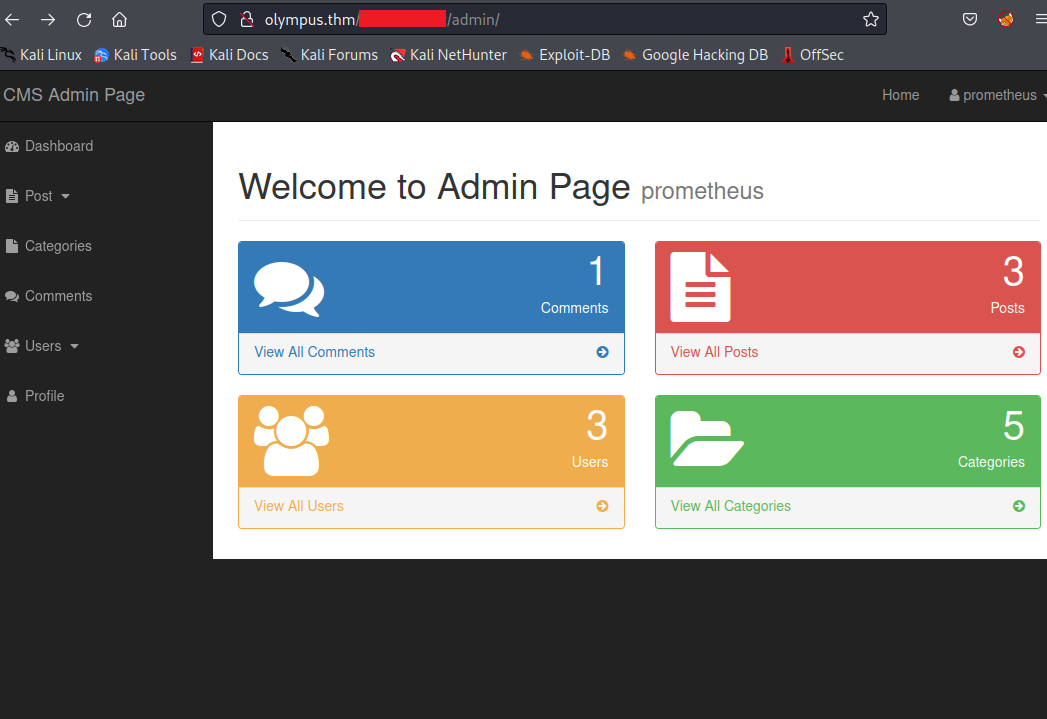 olympus.thm/ /admin/
Kali Linux Kali Tools Kali Docs Kali Forums Kali NetHunter Exploit-DB Google Hacking DB OffSec
CMS Admin Page Home prometheus
Dashboard
Post
Categories
Comments
Users
Profile
Welcome to Admin Page prometheus
1
Comments
View All Comments
3
Posts
View All Posts
3
Users
View All Users
5
Categories
View All Categories